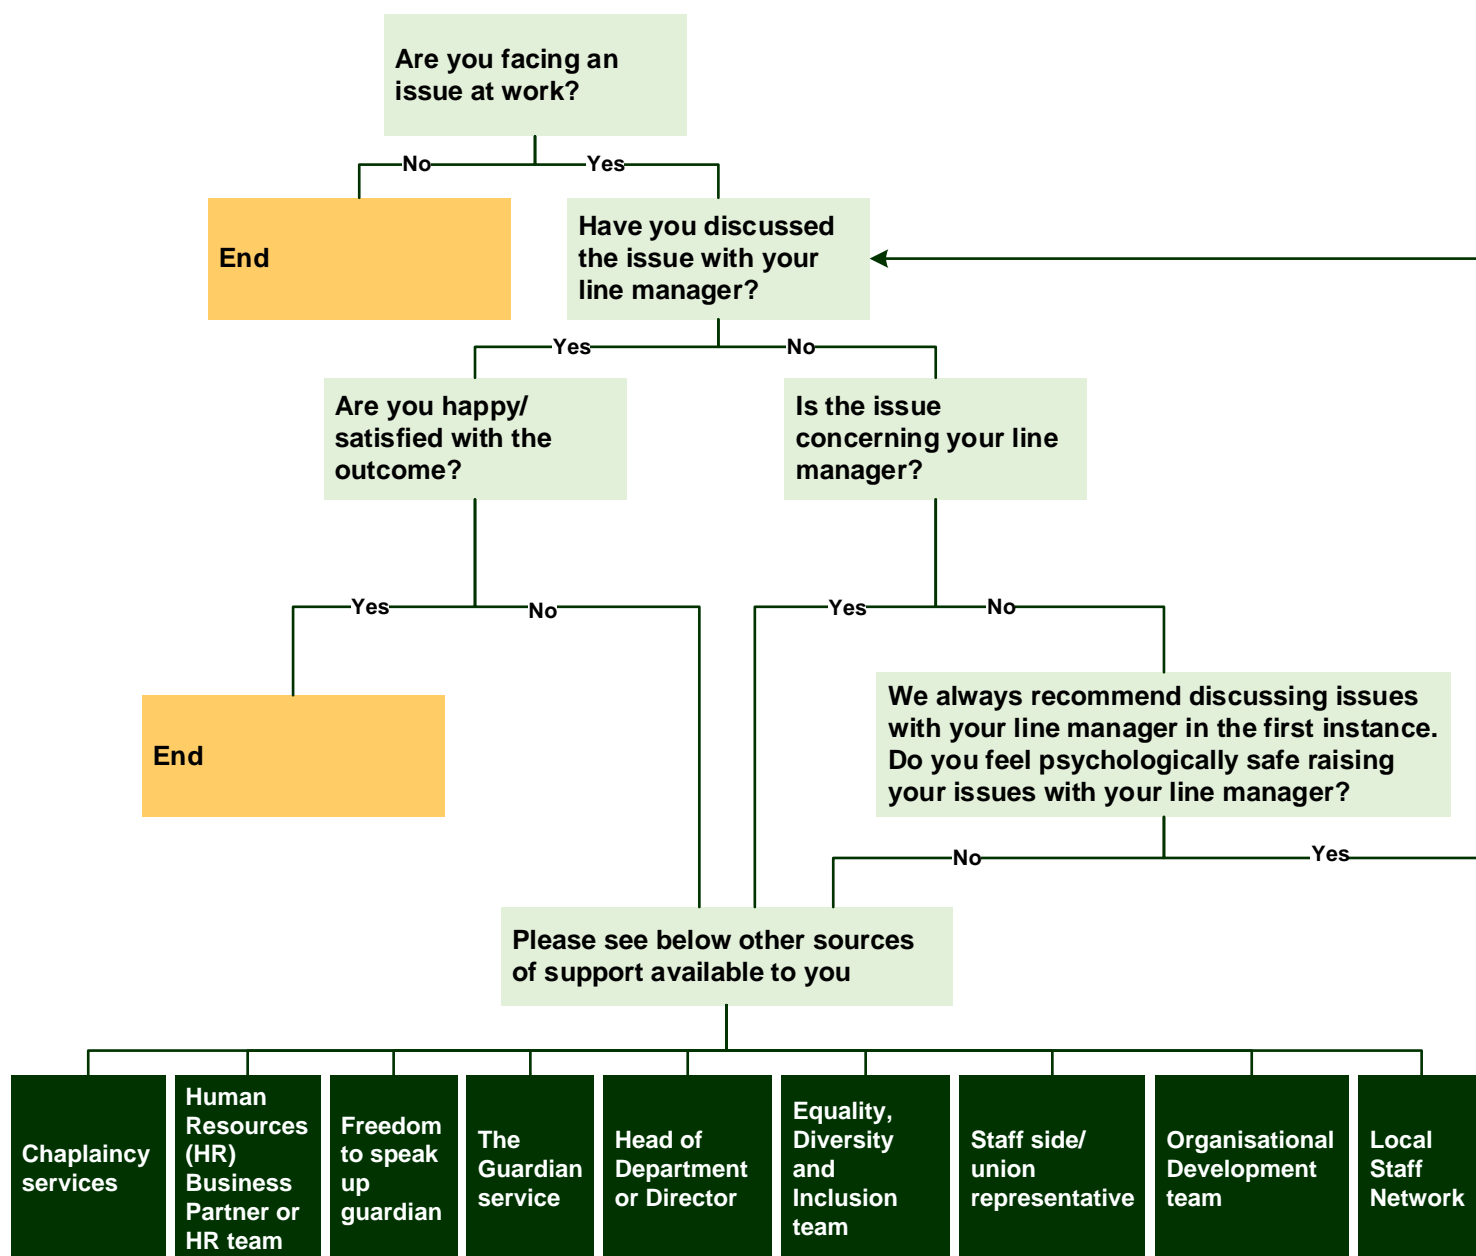 Are you facing an
issue at work?
No
Yes
End
Have you discussed
the issue with your
line manager?
Yes
No
Are you happy/
satisfied with the
outcome?
Is the issue
concerning your line
manager?
Yes
No
Yes
No
End
We always recommend discussing issues
with your line manager in the first instance.
Do you feel psychologically safe raising
your issues with your line manager?
No
Yes
Please see below other sources
of support available to you
Chaplaincy
services
Human
Resources
(HR)
Business
Partner or
HR team
Freedom
to speak
up
guardian
The
Guardian
service
Head of
Department
or Director
Equality,
Diversity
and
Inclusion
team
Staff side/
union
representative
Organisational
Development
team
Local
Staff
Network